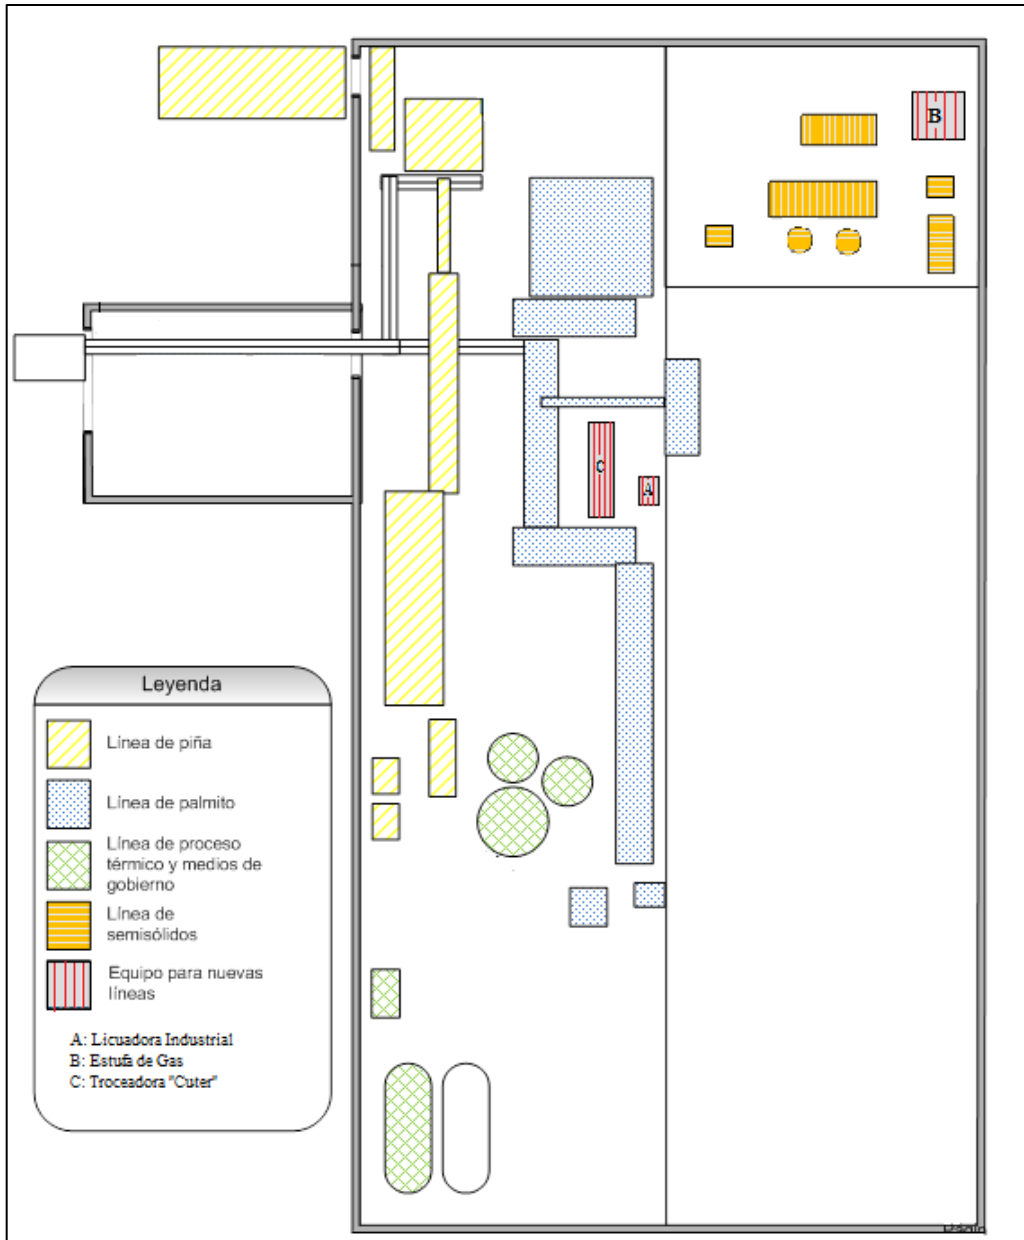 B
C
A
Leyenda
Línea de piña
Línea de palmito
Línea de proceso
térmico y medios de
gobierno
Línea de
semisólidos
Equipo para nuevas
líneas
A: Licuadora Industrial
B: Estufa de Gas
C: Troceadora "Cuter"